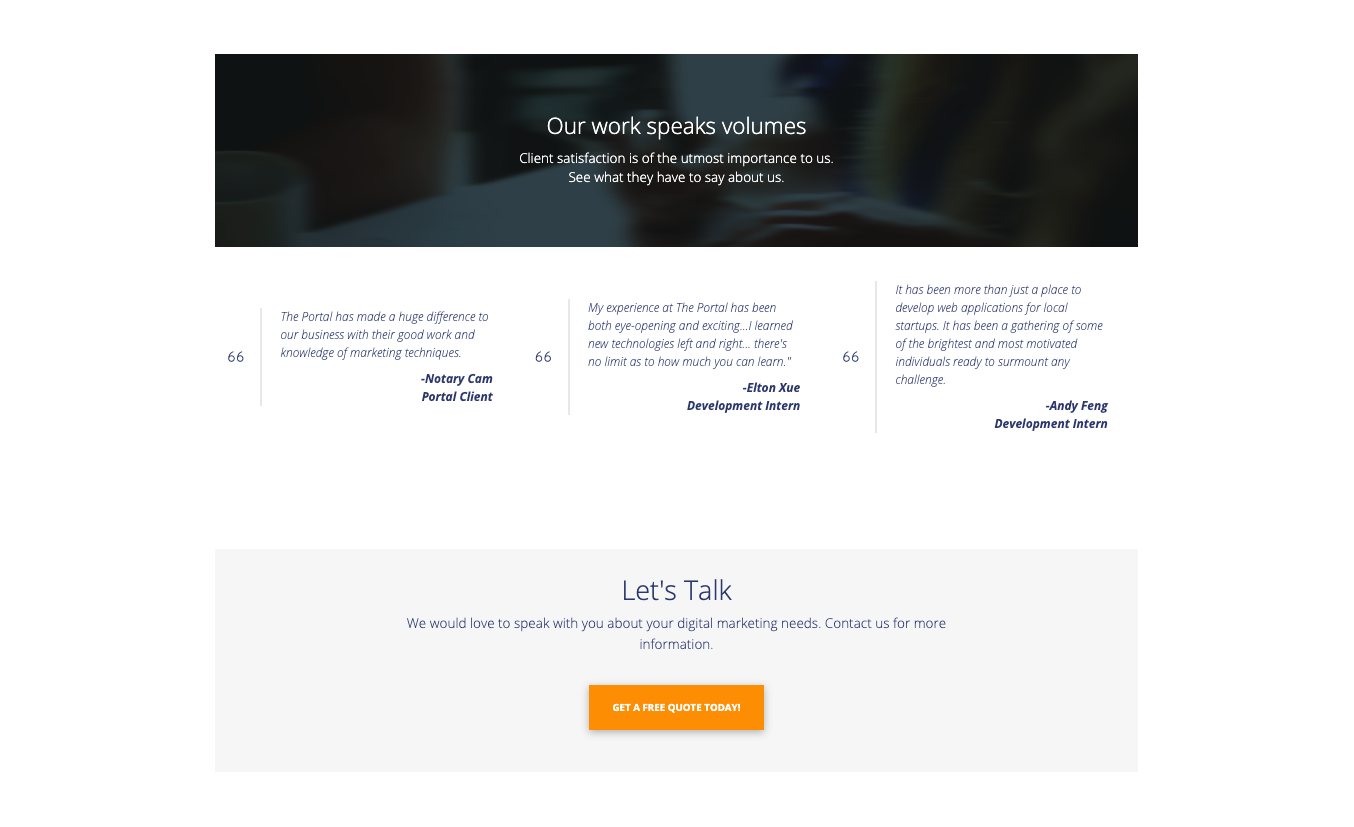 Our work speaks volumes
Client satisfaction is of the utmost importance to us.
See what they have to say about us.
66
The Portal has made a huge difference to
our business with their good work and
knowledge of marketing techniques.
-Notary Cam
Portal Client
66
My experience at The Portal has been
both eye-opening and exciting...I learned
new technologies left and right... there's
no limit as to how much you can learn."
-Elton Xue
Development Intern
66
It has been more than just a place to
develop web applications for local
startups. It has been a gathering of some
of the brightest and most motivated
individuals ready to surmount any
challenge.
-Andy Feng
Development Intern
Let's Talk
We would love to speak with you about your digital marketing needs. Contact us for more
information.
GET A FREE QUOTE TODAY!